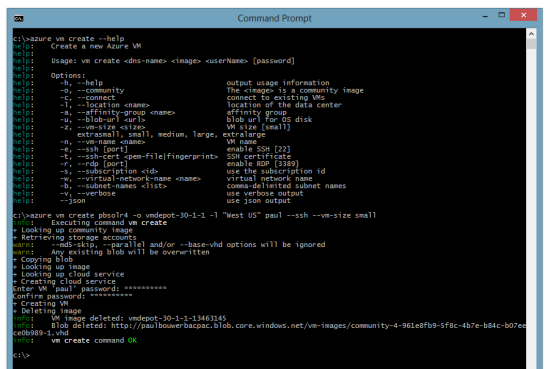 Command Prompt
c:\>azure vm create --help
help:    Create a new Azure VM
help:
help:    Usage: vm create <dns-name> <image> <userName> [password]
help:
help:    Options:
help:      -h, --help                           output usage information
help:      -o, --community                      The <image> is a community image
help:      -c, --connect                        connect to existing VMs
help:      -l, --location <name>                location of the data center
help:      -a, --affinity-group <name>          affinity group
help:      -u, --blob-url <url>                 blob url for OS disk
help:      -z, --vm-size <size>                 VM size [small]
help:          extrasmall, small, medium, large, extralarge
help:      -n, --vm-name <name>                 VM name
help:      -e, --ssh [port]                     enable SSH [22]
help:      -t, --ssh-cert <pem-file|fingerprint>  SSH certificate
help:      -r, --rdp [port]                     enable RDP [3389]
help:      -s, --subscription <id>              use the subscription id
help:      -w, --virtual-network-name <name>    virtual network name
help:      -b, --subnet-names <list>            comma-delimited subnet names
help:      -v, --verbose                        use verbose output
help:      --json                               use json output
c:\>azure vm create pbsolr4 -o vmdepot-30-1-1 -l "West US" paul --ssh --vm-size small
info:    Executing command vm create
+ Looking up community image
+ Retrieving storage accounts
warn:    --md5-skip, --parallel and/or --base-vhd options will be ignored
warn:    Any existing blob will be overwritten
+ Copying blob
+ Looking up image
+ Looking up cloud service
+ Creating cloud service
Enter VM 'paul' password: **********
Confirm password: **********
+ Creating VM
+ Deleting image
info:    VM image deleted: vmdepot-30-1-1-13463145
info:    Blob deleted: http://paulbouwerbacpac.blob.core.windows.net/vm-images/community-4-961e8fb9-5f8c-4b7e-b84c-b07ee
ce0b989-1.vhd
info:    vm create command OK
c:\>